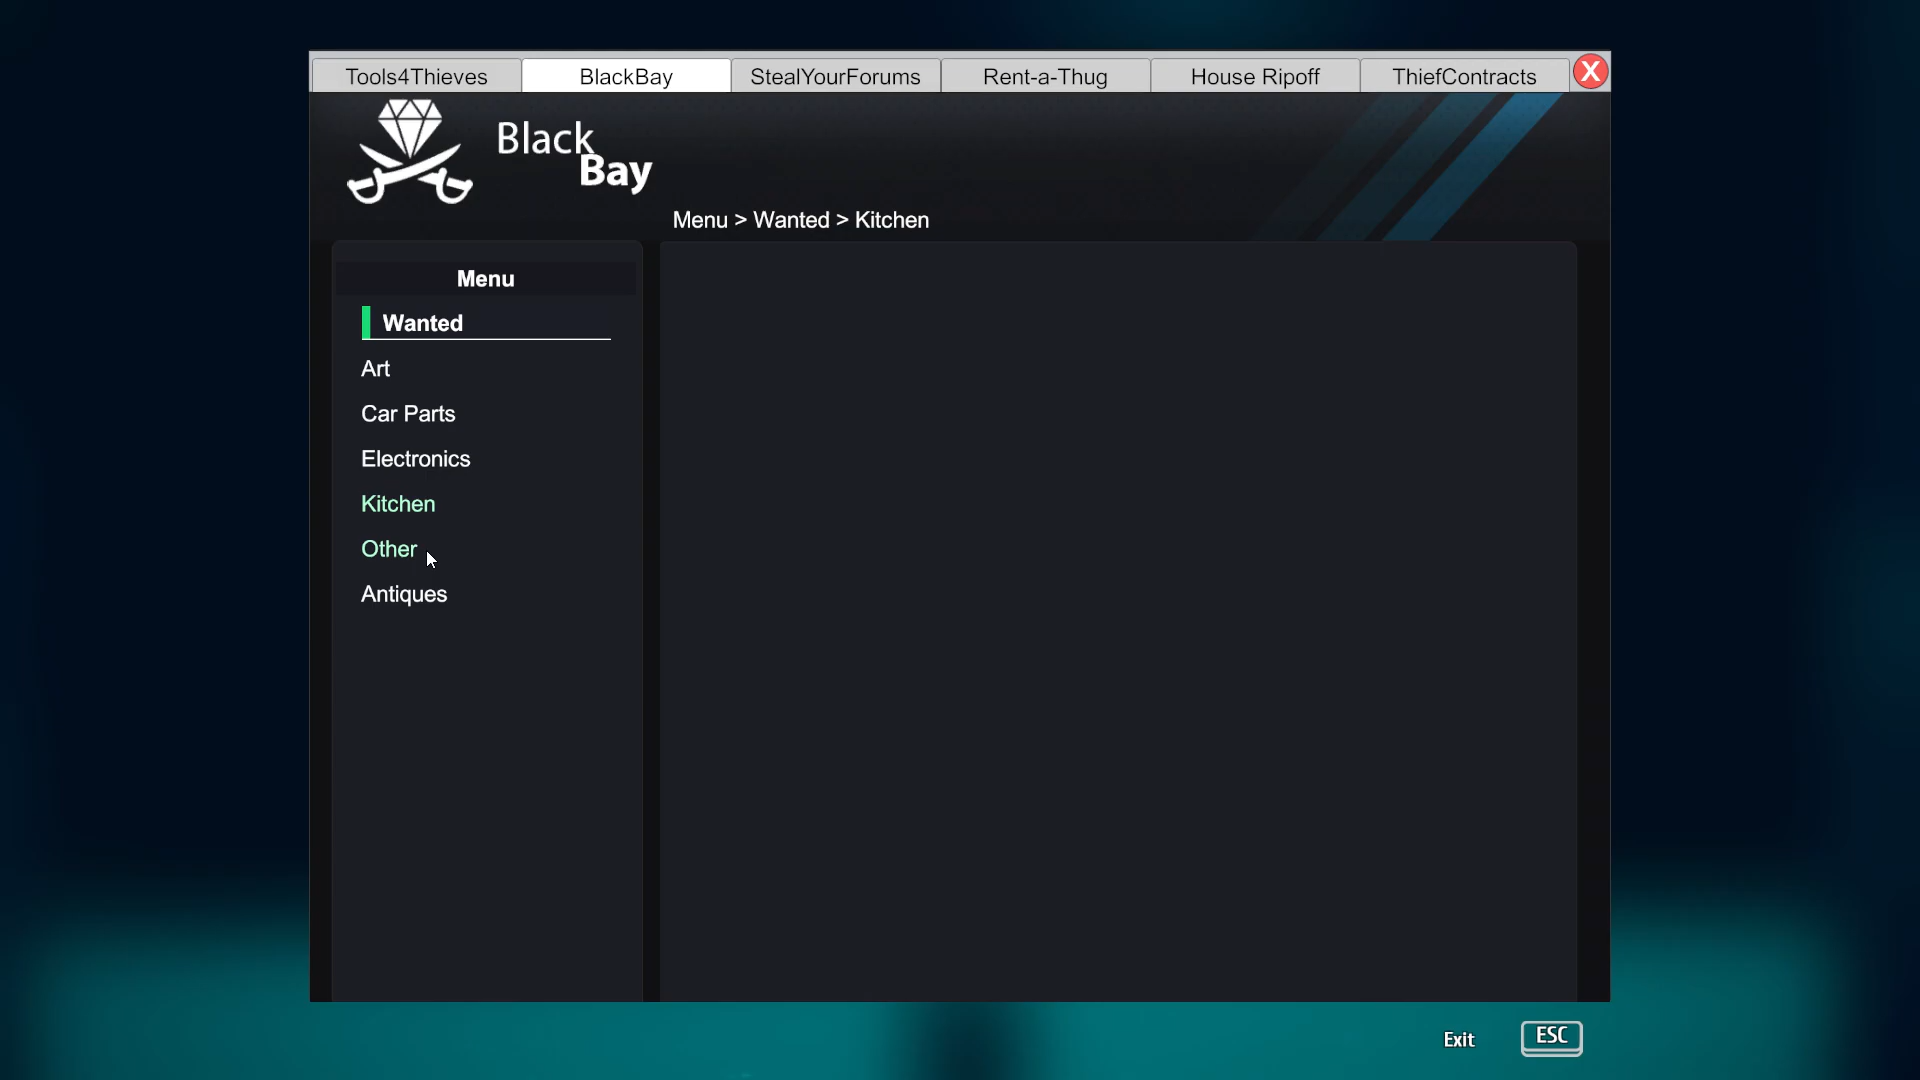 Tools4Thieves BlackBay StealYourForums Rent-a-Thug House Ripoff ThiefContracts X
Black
Bay
Menu > Wanted > Kitchen
Menu
Wanted
Art
Car Parts
Electronics
Kitchen
Other
Antiques
Exit ESC